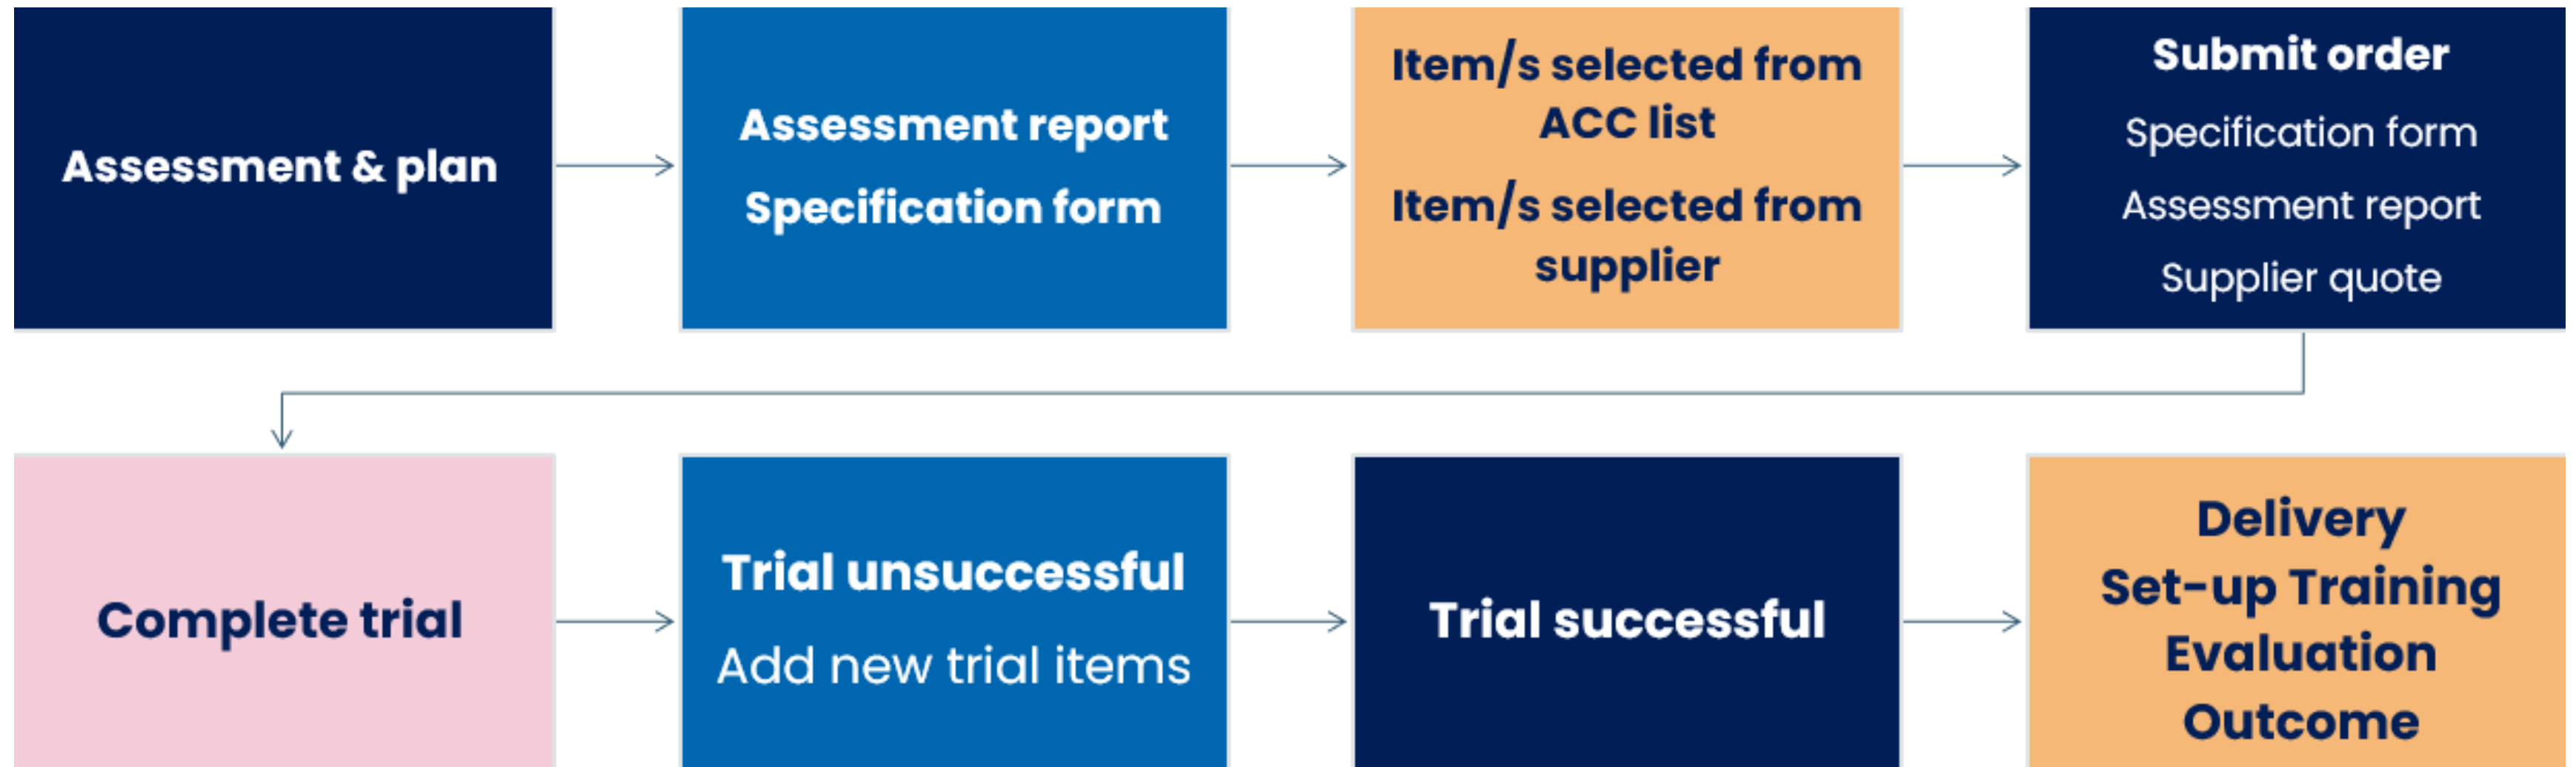 Assessment & plan
Assessment report
Specification form
Item/s selected from
ACC list
Item/s selected from
supplier
Submit order
Specification form
Assessment report
Supplier quote
Complete trial
Trial unsuccessful
Add new trial items
Trial successful
Delivery
Set-up Training
Evaluation
Outcome